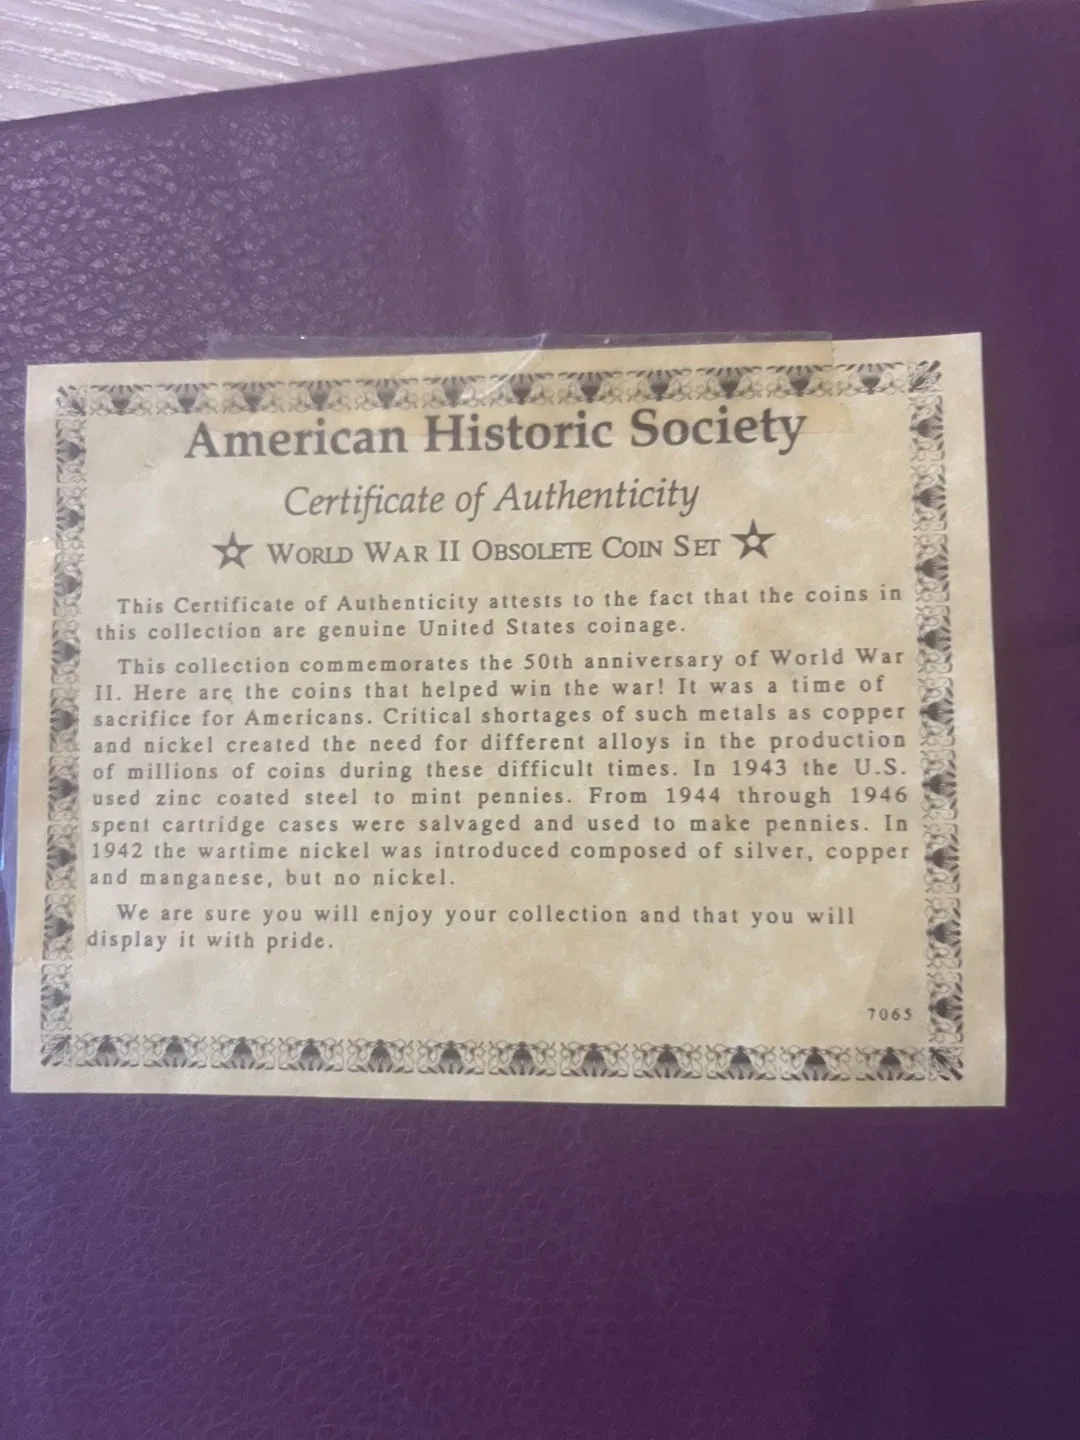 American Historic Society
Certificate of Authenticity
World War II Obsolete Coin Set
This Certificate of Authenticity attests to the fact that the coins in
this collection are genuine United States coinage.
This collection commemorates the 50th anniversary of World War
II. Here are the coins that helped win the war! It was a time of
sacrifice for Americans. Critical shortages of such metals as copper
and nickel created the need for different alloys in the production
of millions of coins during these difficult times. In 1943 the U.S.
used zinc coated steel to mint pennies. From 1944 through 1946
spent cartridge cases were salvaged and used to make pennies. In
1942 the wartime nickel was introduced composed of silver, copper
and manganese, but no nickel.
We are sure you will enjoy your collection and that you will
display it with pride.
7065